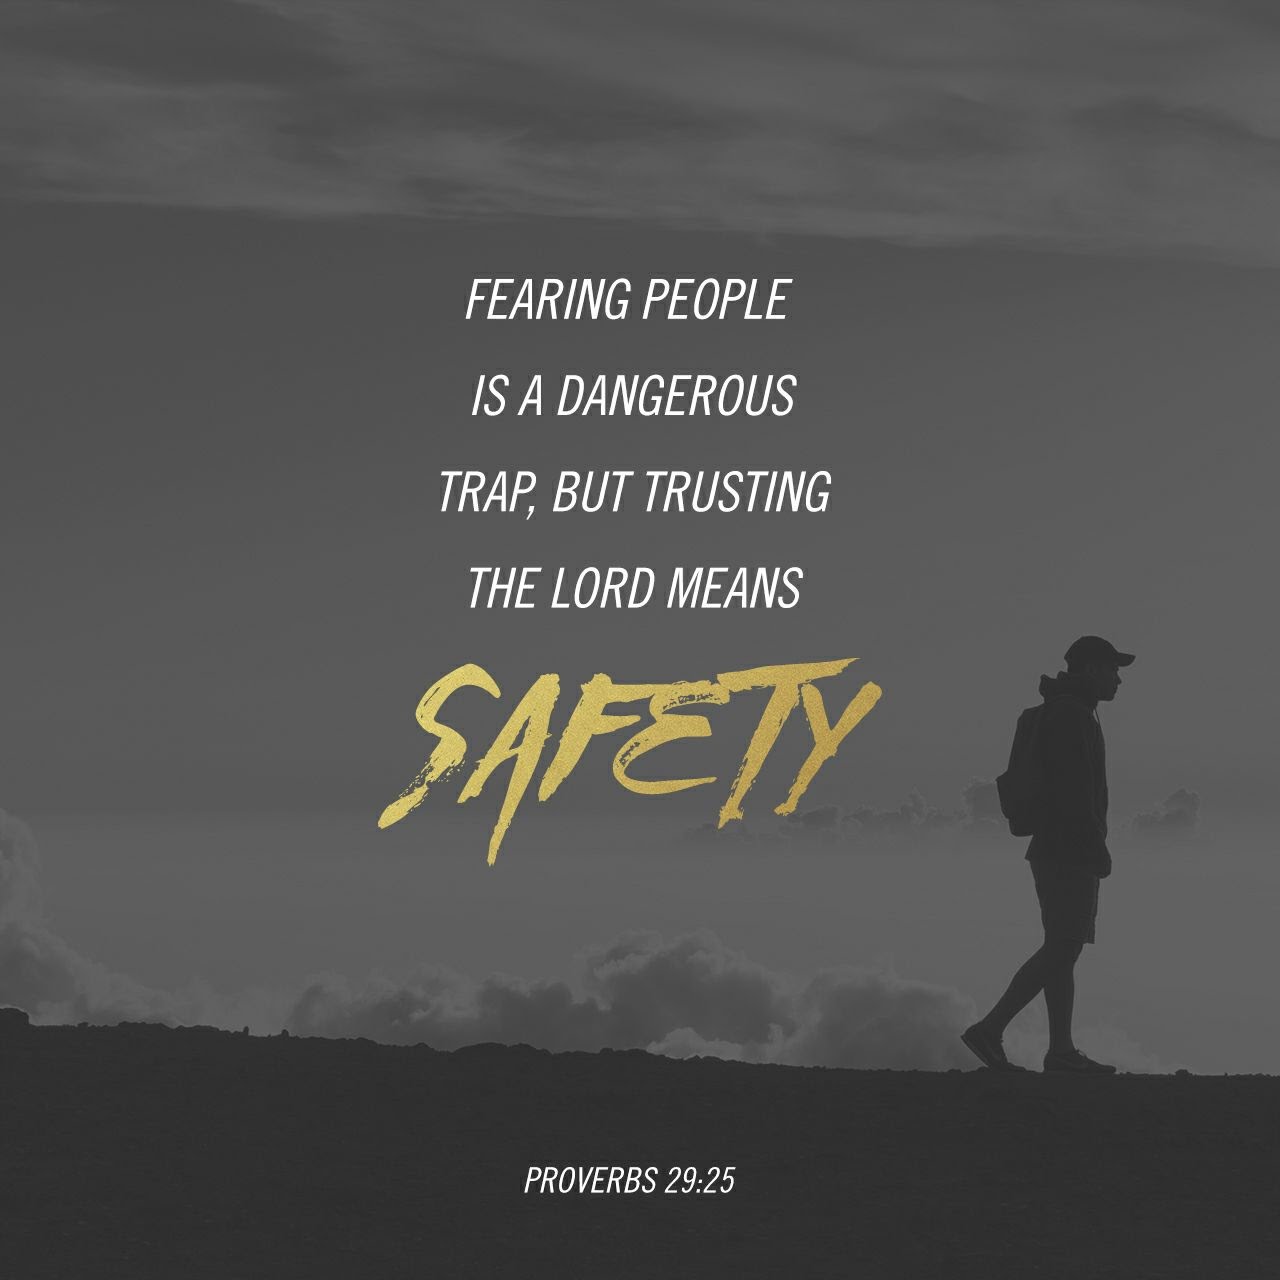 FEARING PEOPLE
IS A DANGEROUS
TRAP, BUT TRUSTING
THE LORD MEANS
SAFETY
PROVERBS 29:25